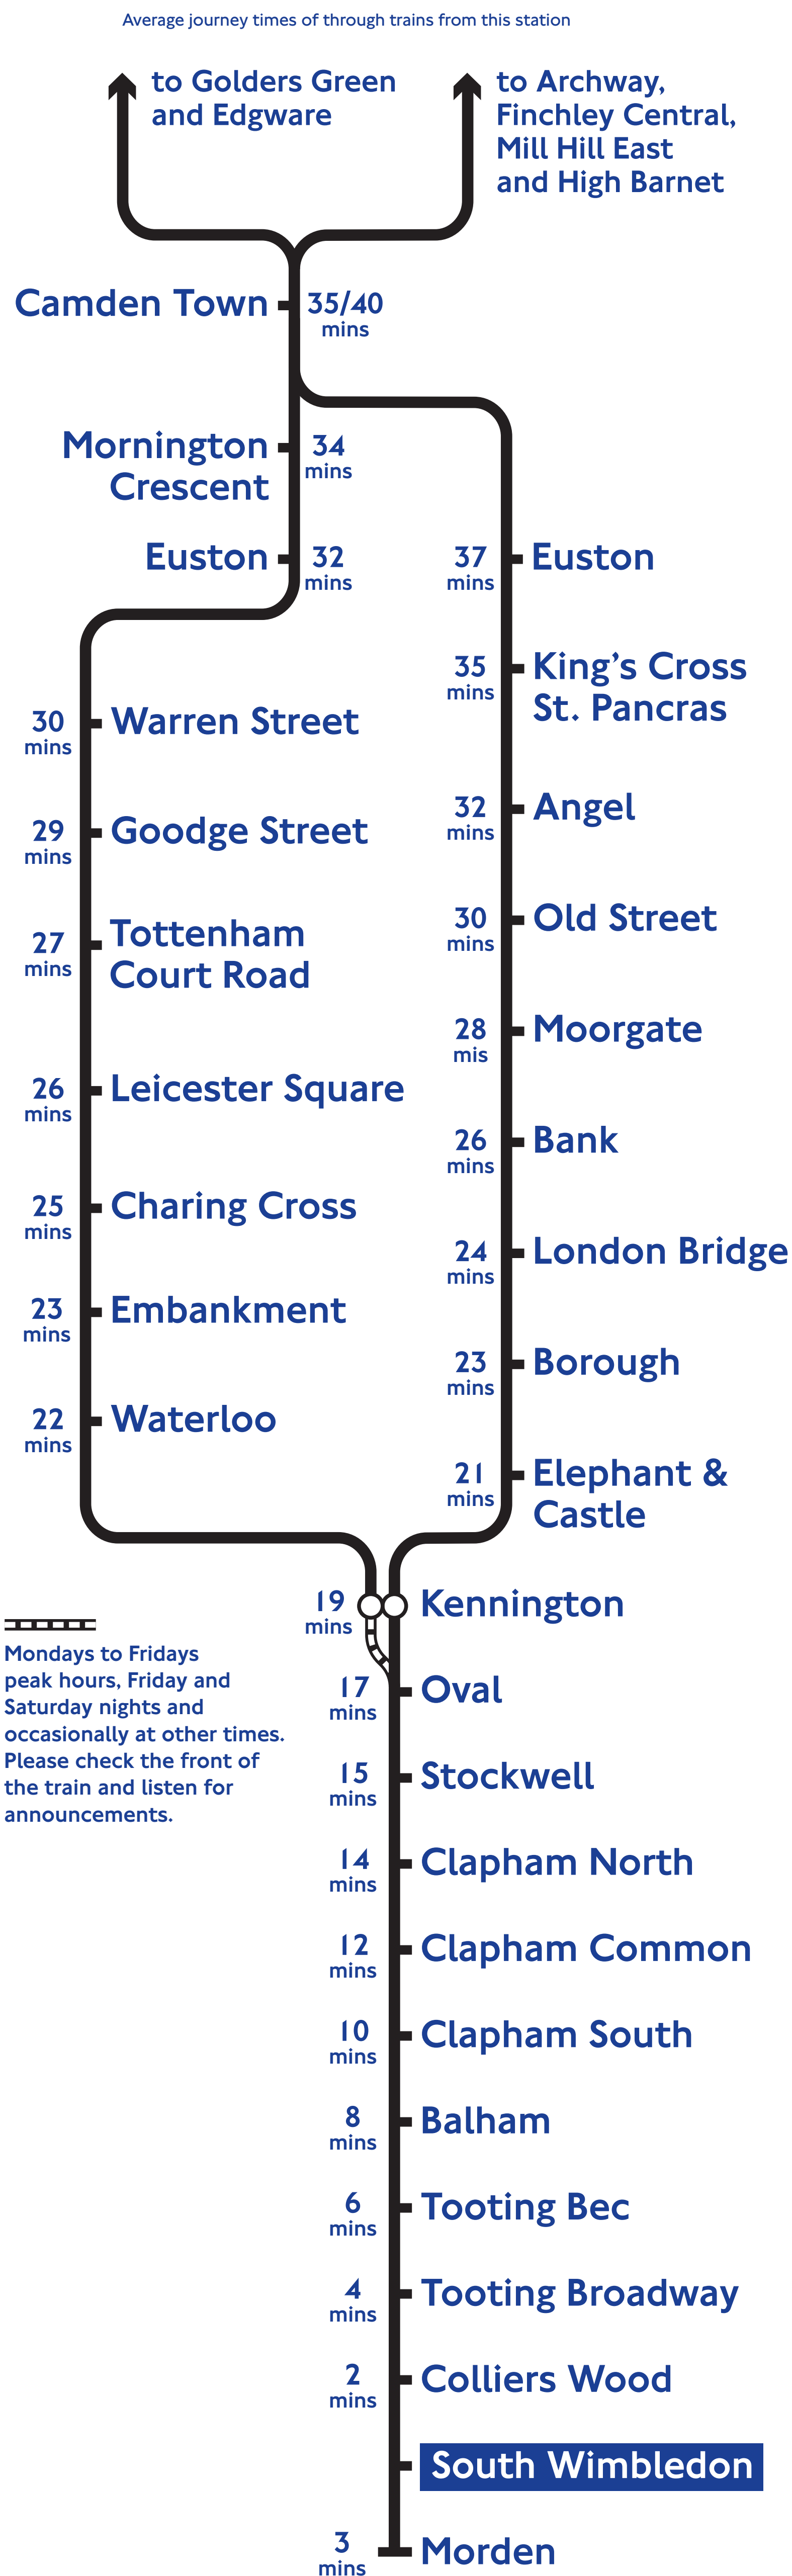 Average journey times of through trains from this station
to Golders Green
and Edgware
to Archway,
Finchley Central,
Mill Hill East
and High Barnet
Camden Town
35/40
mins
Mornington
Crescent
34
mins
Euston
32
mins
37
mins
Euston
35
mins
King’s Cross
St. Pancras
30
mins
Warren Street
32
mins
Angel
29
mins
Goodge Street
30
mins
Old Street
27
mins
Tottenham
Court Road
28
mis
Moorgate
26
mins
Leicester Square
26
mins
Bank
25
mins
Charing Cross
24
mins
London Bridge
23
mins
Embankment
23
mins
Borough
22
mins
Waterloo
21
mins
Elephant &
Castle
19
mins
Kennington
Mondays to Fridays
peak hours, Friday and
Saturday nights and
occasionally at other times.
Please check the front of
the train and listen for
announcements.
17
mins
Oval
15
mins
Stockwell
14
mins
Clapham North
12
mins
Clapham Common
10
mins
Clapham South
8
mins
Balham
6
mins
Tooting Bec
4
mins
Tooting Broadway
2
mins
Colliers Wood
South Wimbledon
3
mins
Morden